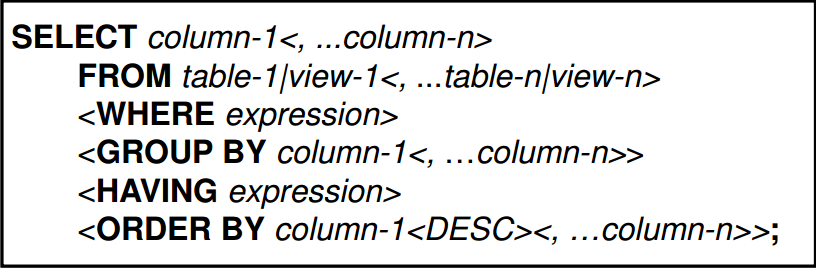 SELECT column-1<, ...column-n>
FROM table-1|view-1<, ...table-n|view-n>
<WHERE expression>
<GROUP BY column-1<, …column-n>>
<HAVING expression>
<ORDER BY column-1<DESC><, …column-n>>;